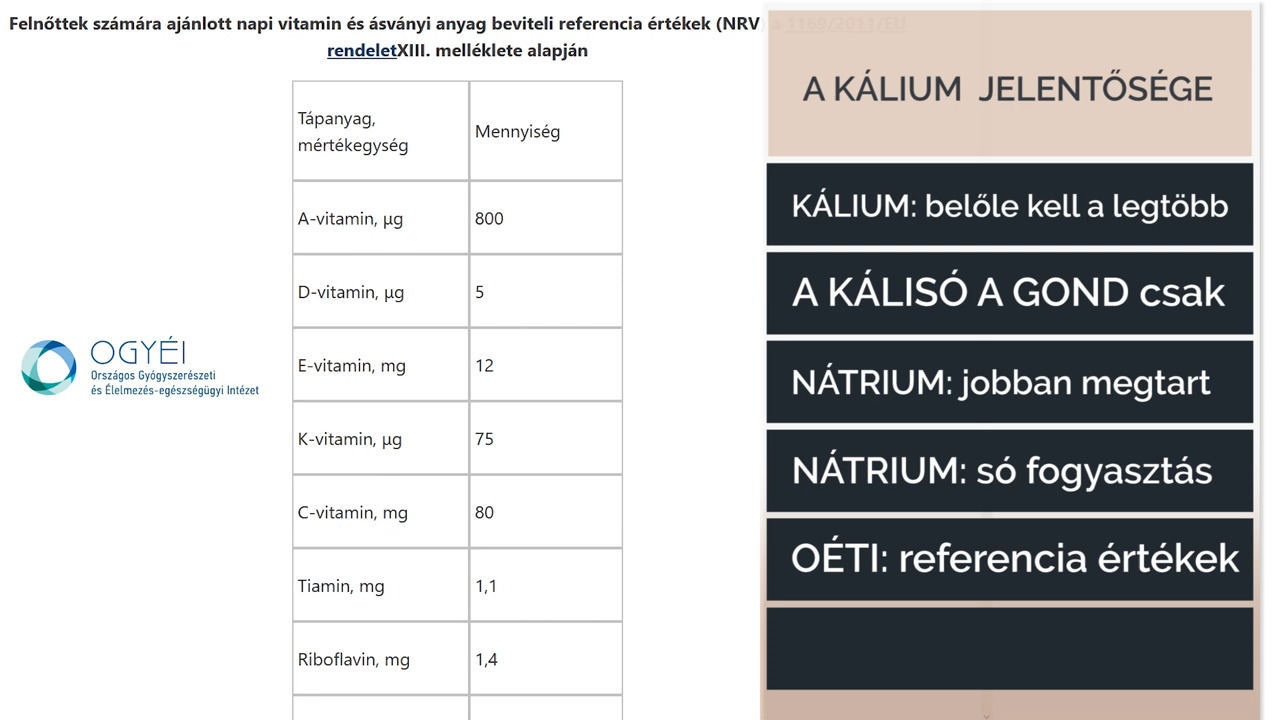 Felnőttek számára ajánlott napi vitamin és ásványi anyag beviteli referencia értékek (NRV) a 1169/2011/EU
rendeletXIII. melléklete alapján
Tápanyag,
mértékegység
Mennyiség
A-vitamin, µg
800
D-vitamin, µg
5
E-vitamin, mg
12
K-vitamin, µg
75
C-vitamin, mg
80
Tiamin, mg
1,1
Riboflavin, mg
1,4
OGYÉI
Országos Gyógyszerészeti
és Élelmezés-egészségügyi Intézet
A KÁLIUM JELENTŐSÉGE
KÁLIUM: belőle kell a legtöbb
A KÁLISÓ A GOND csak
NÁTRIUM: jobban megtart
NÁTRIUM: só fogyasztás
OÉTI: referencia értékek